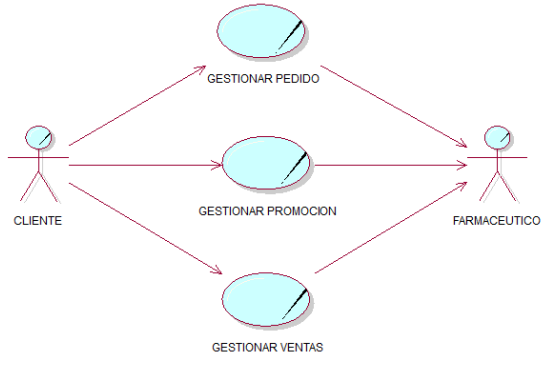 GESTIONAR PEDIDO
CLIENTE
GESTIONAR PROMOCION
FARMACEUTICO
GESTIONAR VENTAS